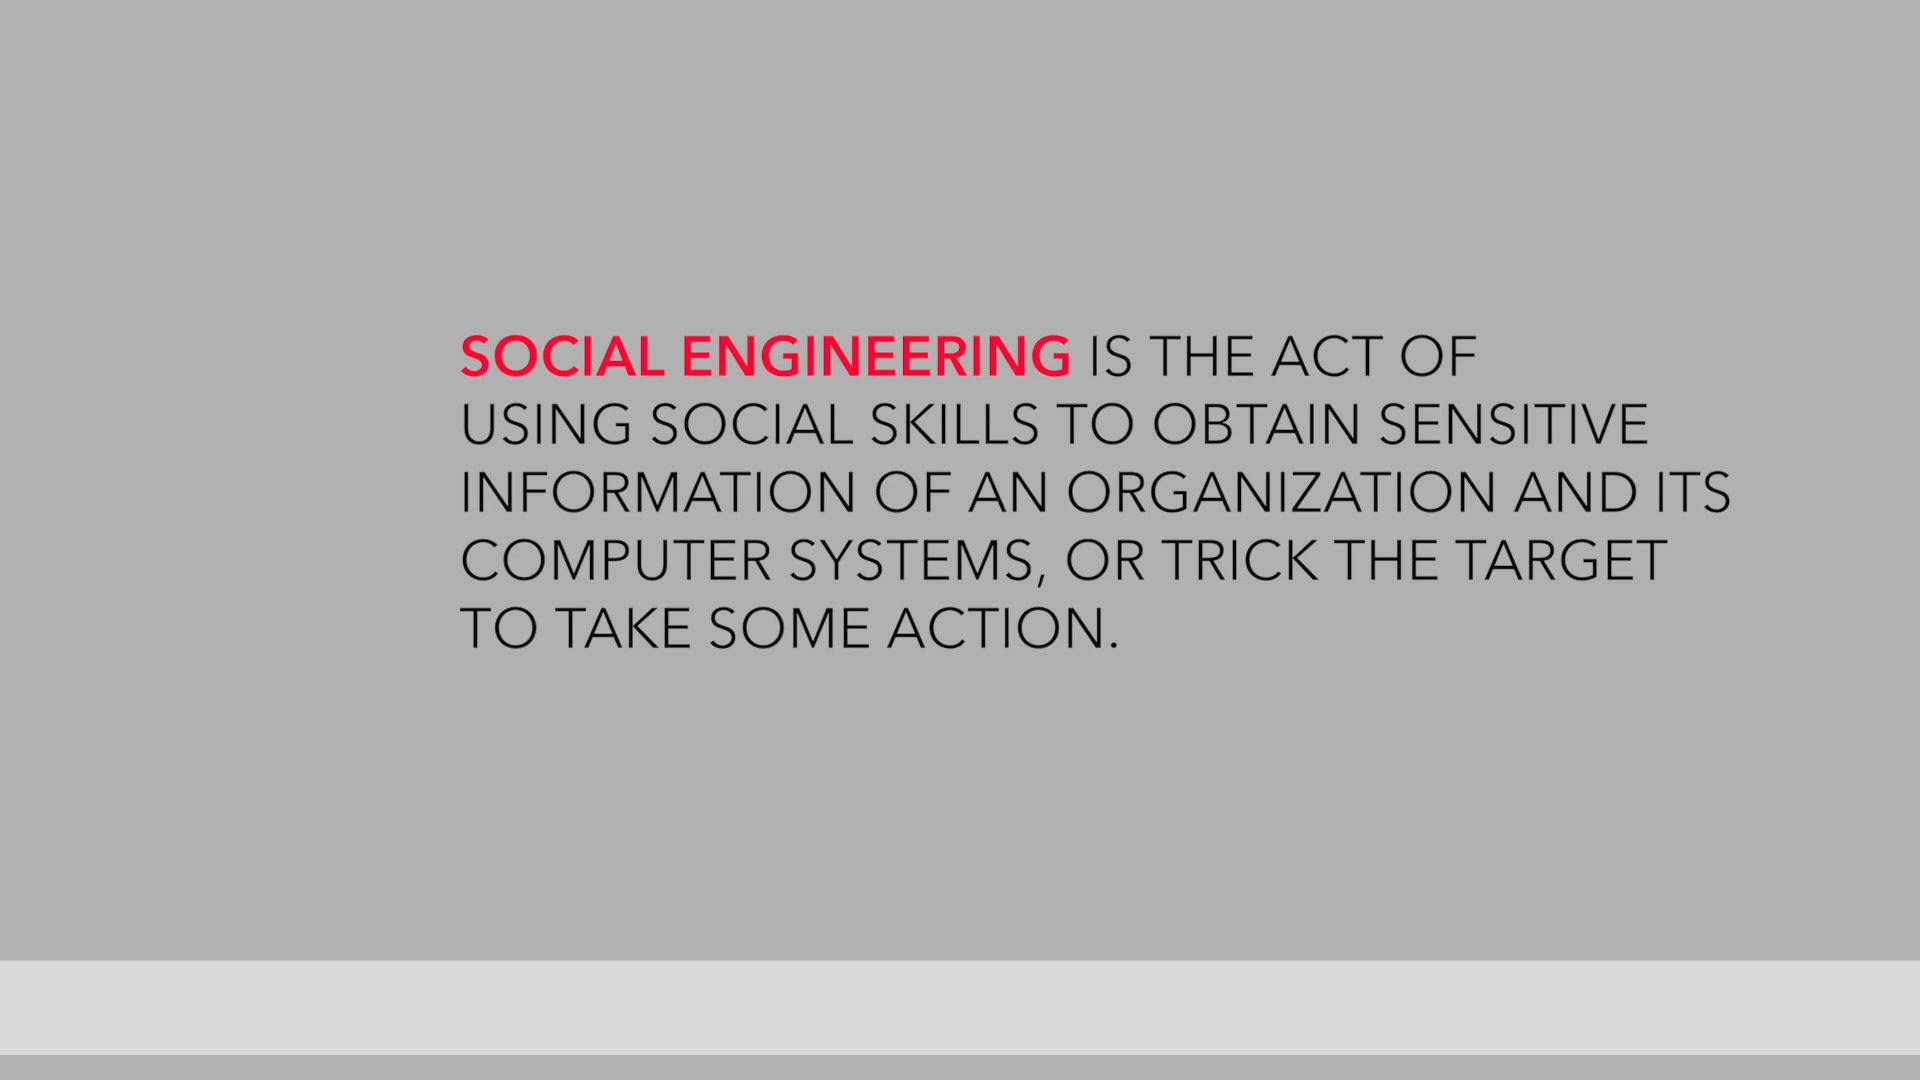 SOCIAL ENGINEERING IS THE ACT OF
USING SOCIAL SKILLS TO OBTAIN SENSITIVE
INFORMATION OF AN ORGANIZATION AND ITS
COMPUTER SYSTEMS, OR TRICK THE TARGET
TO TAKE SOME ACTION.